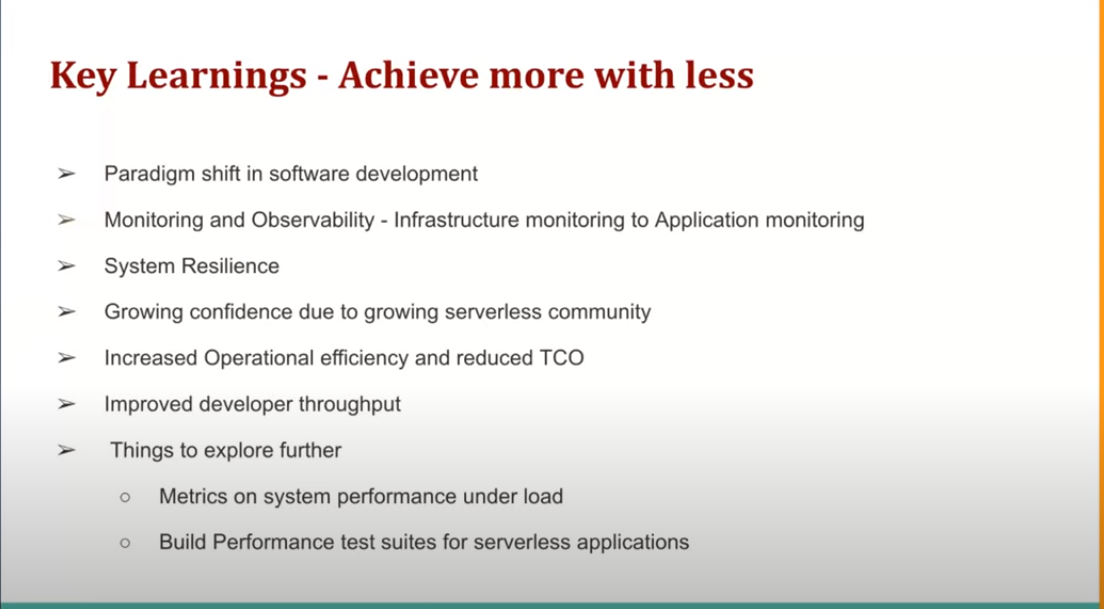 Key Learnings - Achieve more with less
➢ Paradigm shift in software development
➢ Monitoring and Observability - Infrastructure monitoring to Application monitoring
➢ System Resilience
➢ Growing confidence due to growing serverless community
➢ Increased Operational efficiency and reduced TCO
➢ Improved developer throughput
➢ Things to explore further
○ Metrics on system performance under load
○ Build Performance test suites for serverless applications